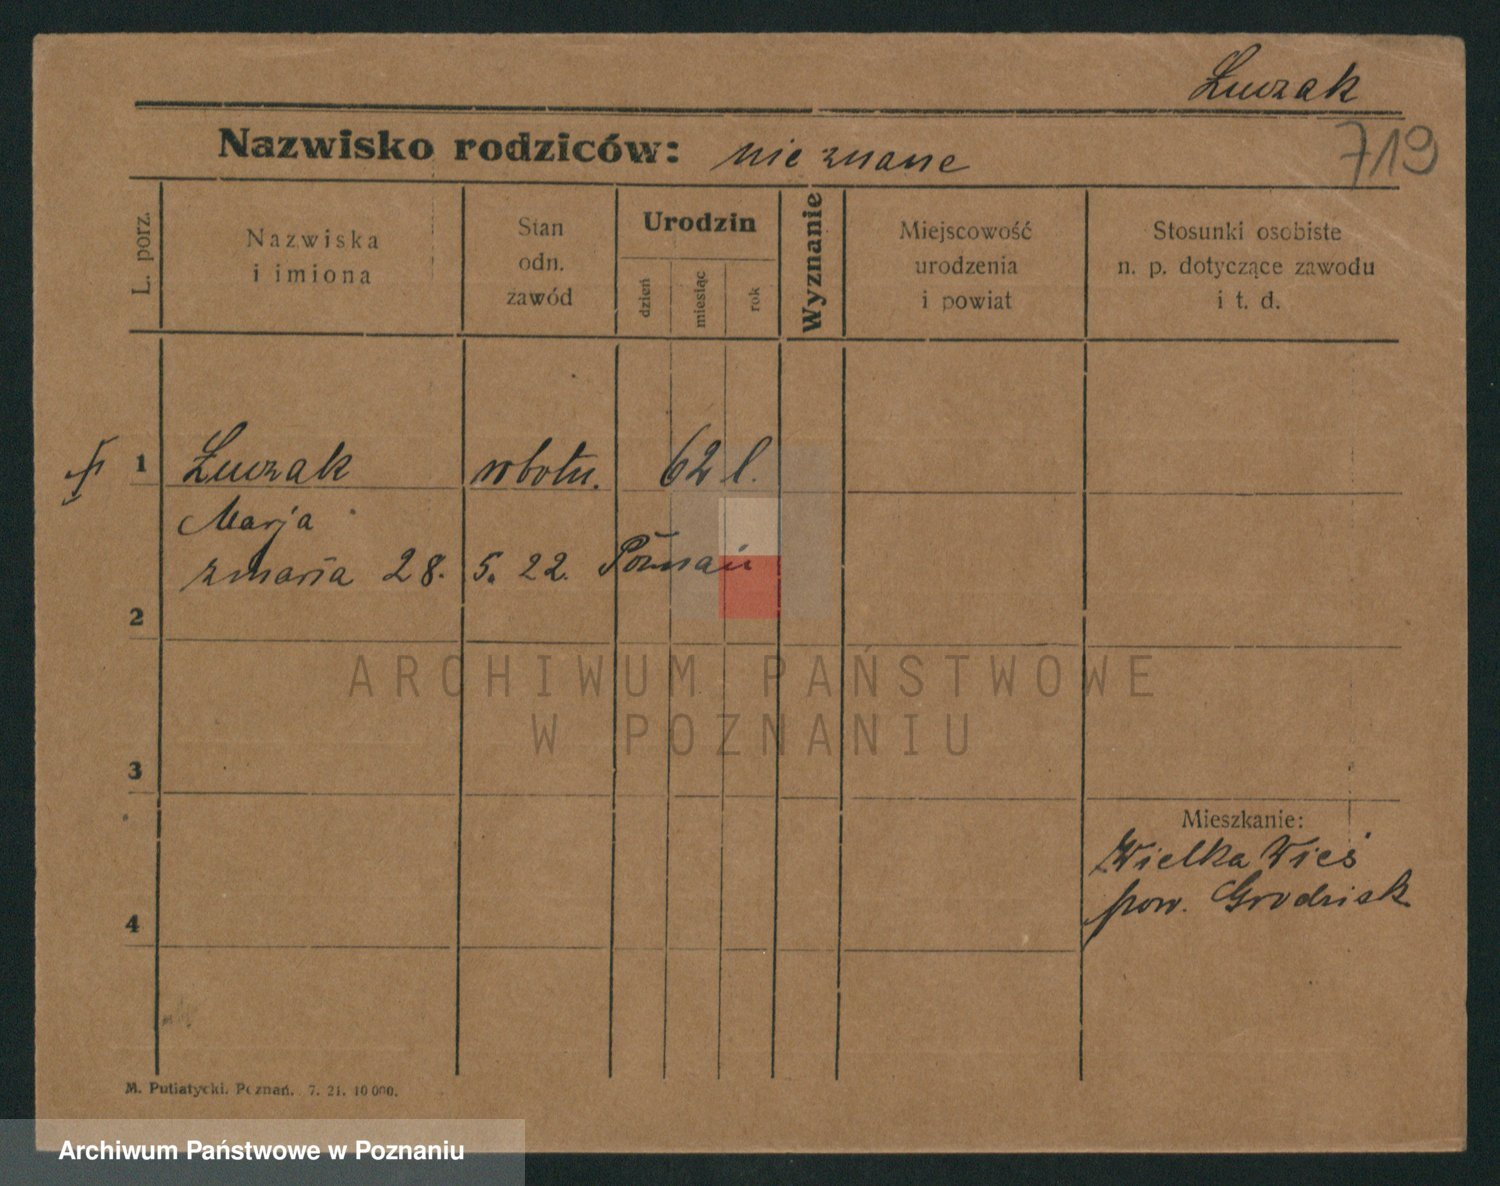 Łuczak
719
Nazwisko rodziców: nie znane
L. porz.
Nazwiska
i imiona
Stan
odn.
zawód
Urodzin
dzień
miesiąc
rok
Wyznanie
Miejscowość
urodzenia
i powiat
Stosunki osobiste
n. p. dotyczące zawodu
i t. d.
1 Łuczak robotn. 62 l.
Marja
zmarła 28. 5. 22. Poznań
2
ARCHIWUM PAŃSTWOWE
W POZNANIU
3
Mieszkanie:
Wielka Wieś
pow. Grodzisk
4
M. Putiatycki. Poznań. 7. 21. 10 000.
Archiwum Państwowe w Poznaniu